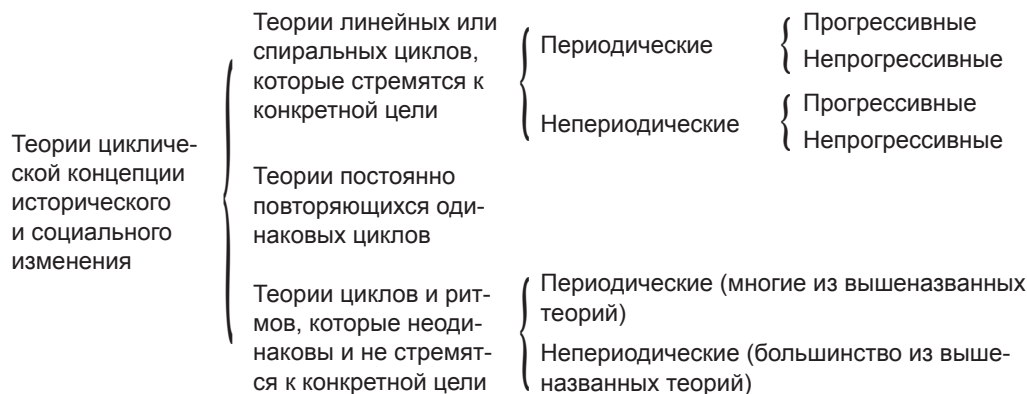 Теории цикличе-
ской концепции
исторического
и социального
изменения
Теории линейных или
спиральных циклов,
которые стремятся к
конкретной цели
Периодические
Прогрессивные
Непрогрессивные
Непериодические
Прогрессивные
Непрогрессивные
Теории постоянно
повторяющихся оди-
наковых циклов
Теории циклов и рит-
мов, которые неоди-
наковы и не стремят-
ся к конкретной цели
Периодические (многие из вышеназванных
теорий)
Непериодические (большинство из выше-
названных теорий)